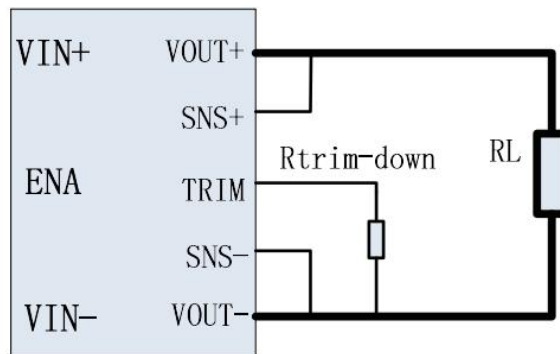 VIN+
VOUT+
SNS+
Rtrim-down
RL
ENA
TRIM
SNS-
VIN-
VOUT-